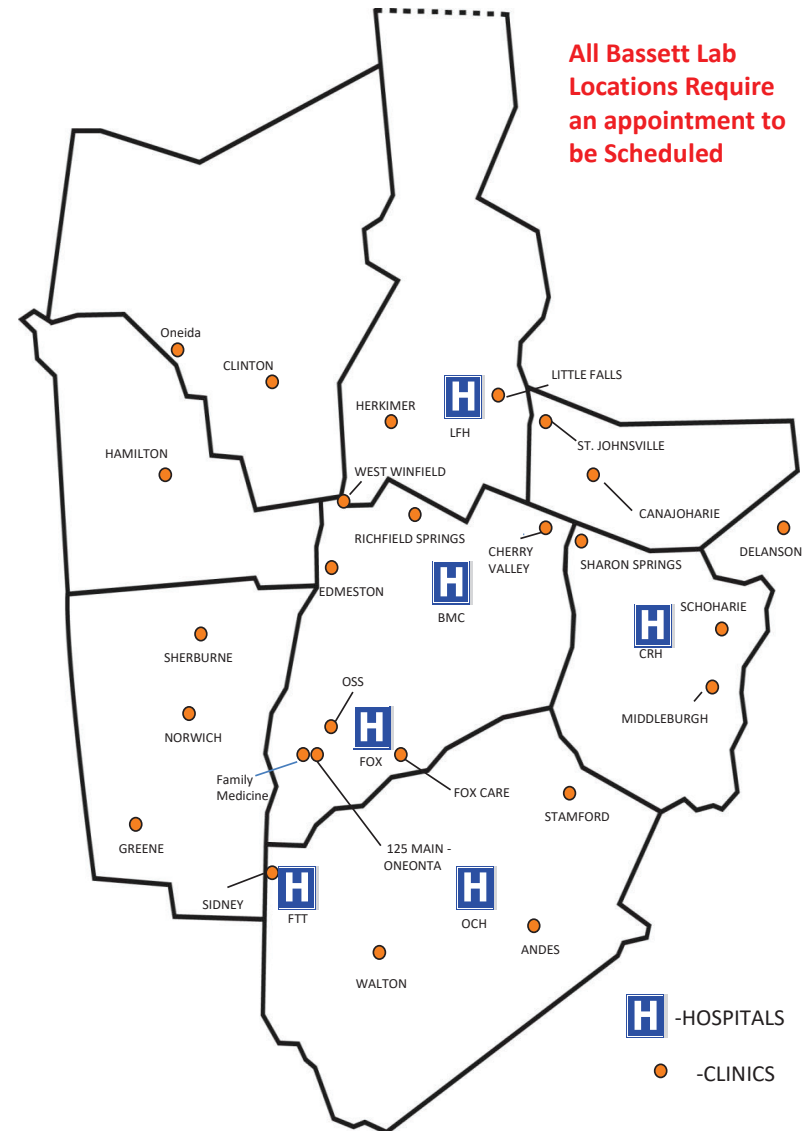 All Bassett Lab
Locations Require
an appointment to
be Scheduled
Oneida
CLINTON
LITTLE FALLS
HERKIMER
H
LFH
ST. JOHNSVILLE
HAMILTON
WEST WINFIELD
CANAJOHARIE
RICHFIELD SPRINGS
CHERRY
VALLEY
SHARON SPRINGS
DELANSON
EDMESTON
H
BMC
SCHOHARIE
H
CRH
SHERBURNE
OSS
MIDDLEBURGH
NORWICH
H
FOX
Family
Medicine
FOX CARE
STAMFORD
GREENE
125 MAIN -
ONEONTA
SIDNEY
H
FTT
H
OCH
ANDES
WALTON
H -HOSPITALS
-CLINICS